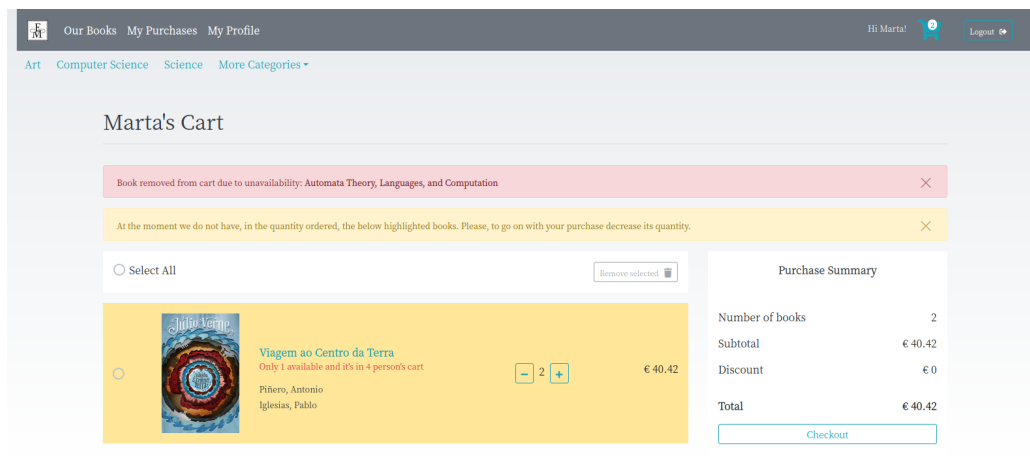 EM
Our Books My Purchases My Profile
Hi Marta! 2 Logout
Art Computer Science Science More Categories
Marta's Cart
Book removed from cart due to unavailability: Automata Theory, Languages, and Computation
At the moment we do not have, in the quantity ordered, the below highlighted books. Please, to go on with your purchase decrease its quantity.
Select All
Remove selected
Júlio Verne
Viagem ao Centro da Terra
Only 1 available and it's in 4 person's cart
Piñero, Antonio
Iglesias, Pablo
− 2 +
€ 40.42
Purchase Summary
Number of books 2
Subtotal € 40.42
Discount € 0
Total € 40.42
Checkout